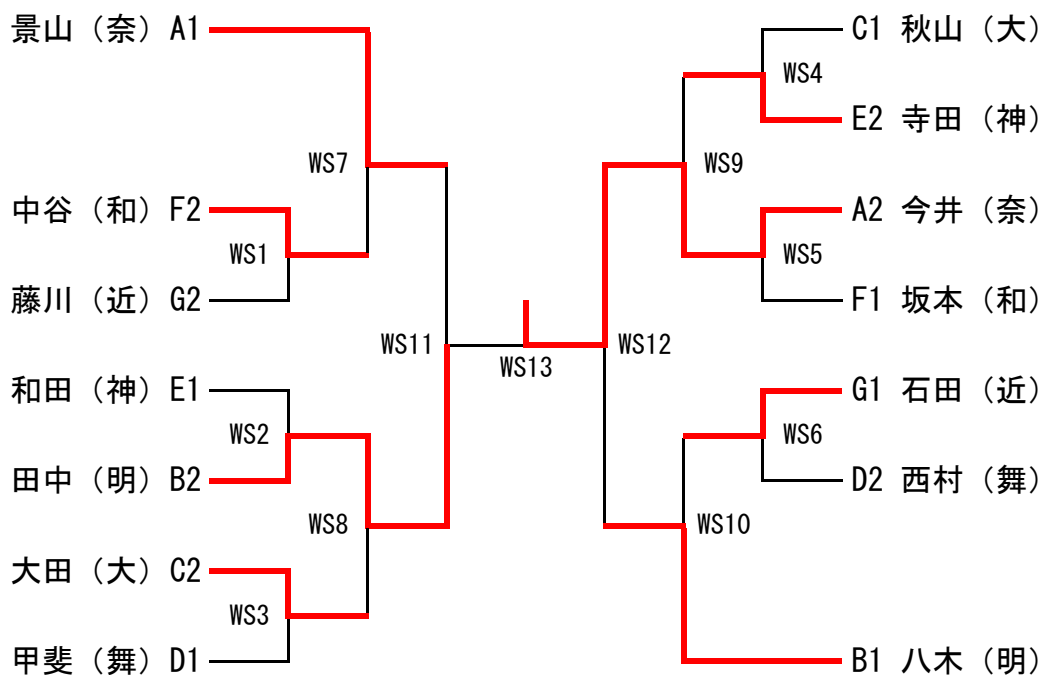 景山（奈）A1
C1 秋山（大）
WS4
E2 寺田（神）
WS7
WS9
中谷（和）F2
A2 今井（奈）
WS1
WS5
藤川（近）G2
F1 坂本（和）
WS11
WS12
WS13
和田（神）E1
G1 石田（近）
WS2
WS6
田中（明）B2
D2 西村（舞）
WS8
WS10
大田（大）C2
WS3
甲斐（舞）D1
B1 八木（明）